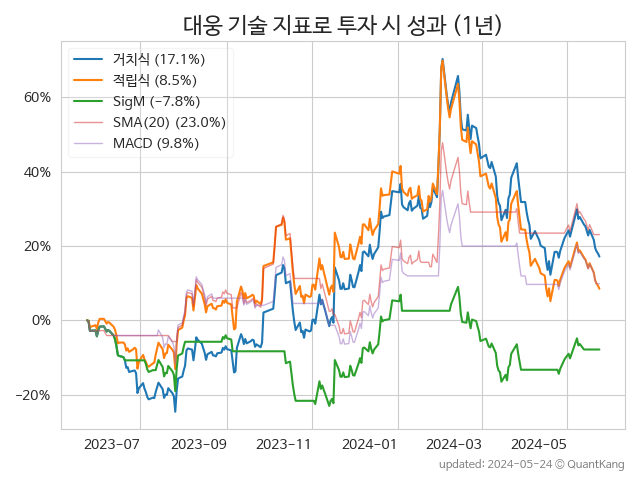 대웅 기술 지표로 투자 시 성과 (1년)
거치식 (17.1%)
적립식 (8.5%)
SigM (−7.8%)
SMA(20) (23.0%)
MACD (9.8%)
60%
40%
20%
0%
−20%
2023-07
2023-09
2023-11
2024-01
2024-03
2024-05
updated: 2024-05-24 © QuantKang